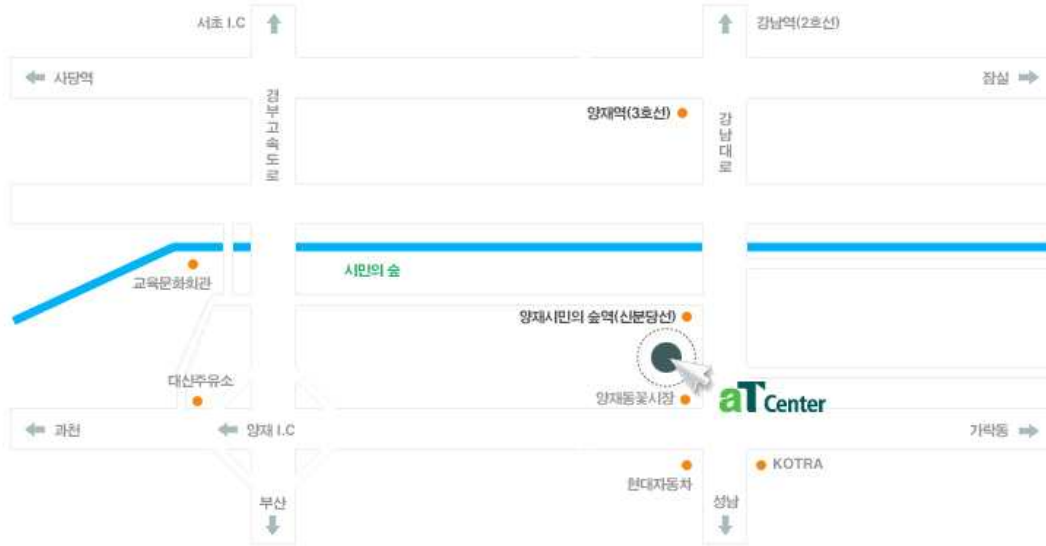 서초 I.C
강남역(2호선)
사당역
잠실
경부고속도로
양재역(3호선)
강남대로
시민의 숲
교육문화회관
양재시민의 숲역(신분당선)
대신주유소
양재동꽃시장
aT Center
과천
양재 I.C
가락동
KOTRA
현대자동차
부산
성남